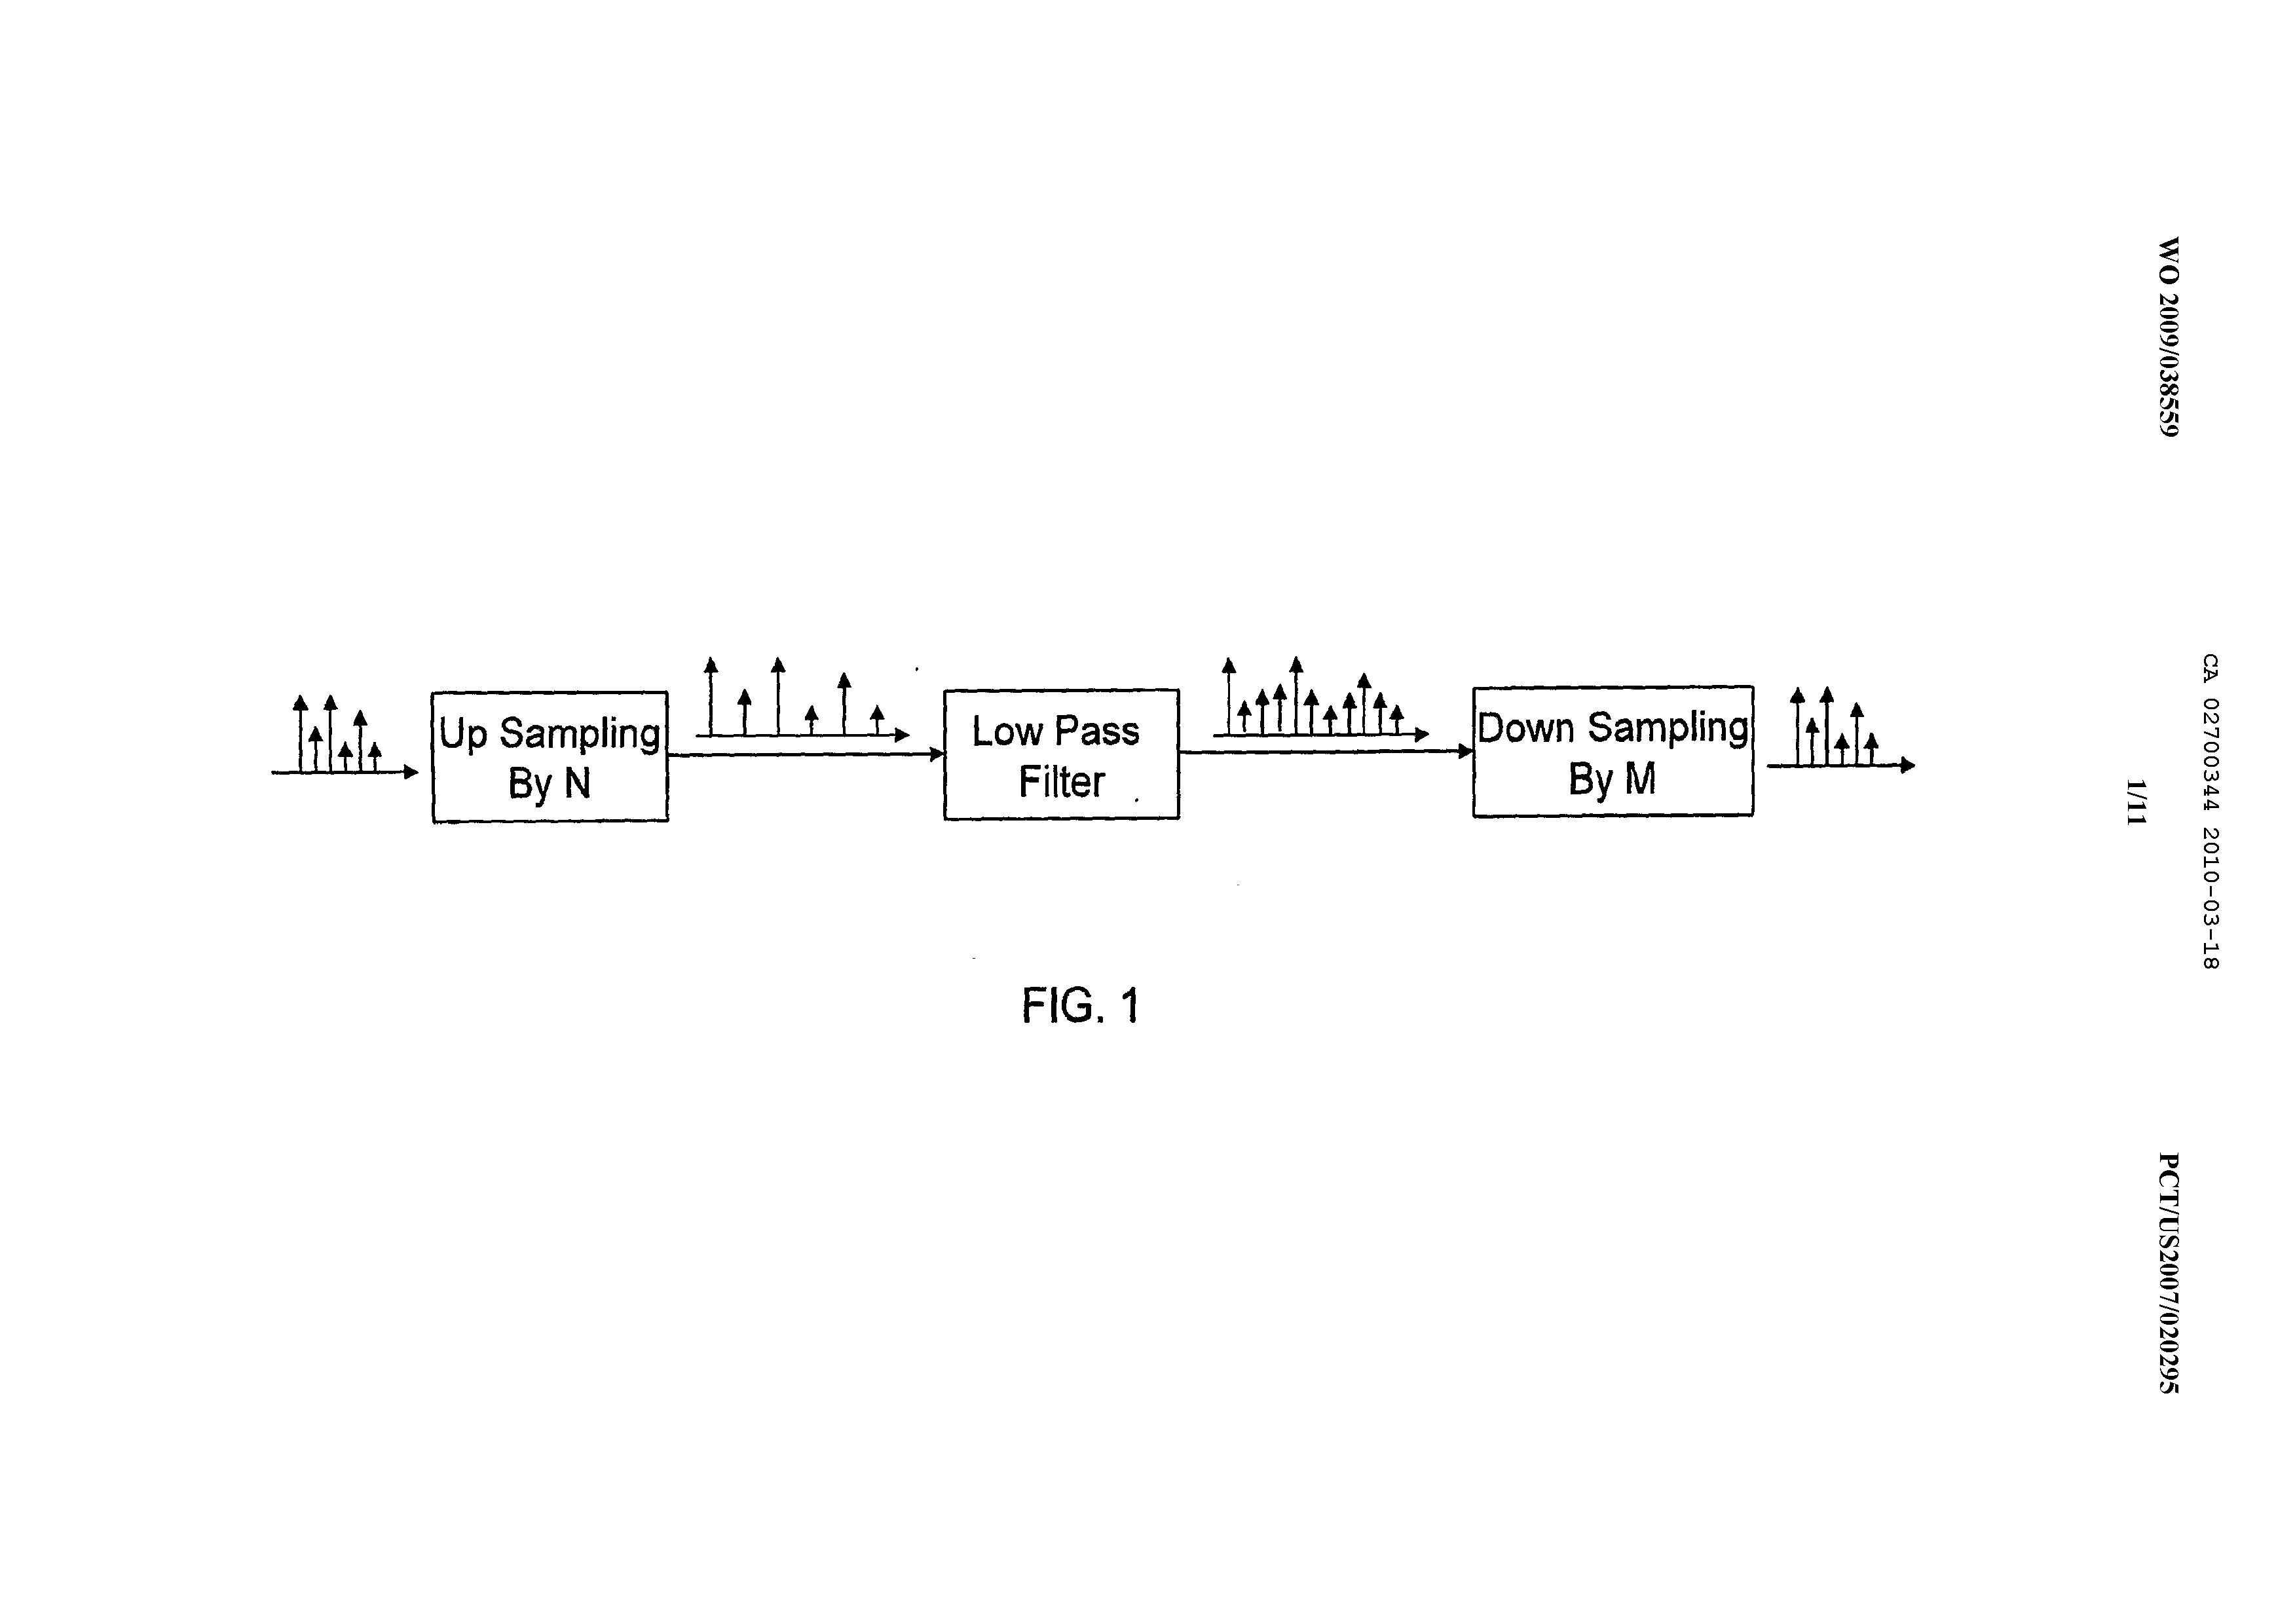 WO 2009/038559
PCT/US2007/020295
CA 02700344 2010-03-18
1/11
Up Sampling
By N
Low Pass
Filter
Down Sampling
By M
FIG. 1